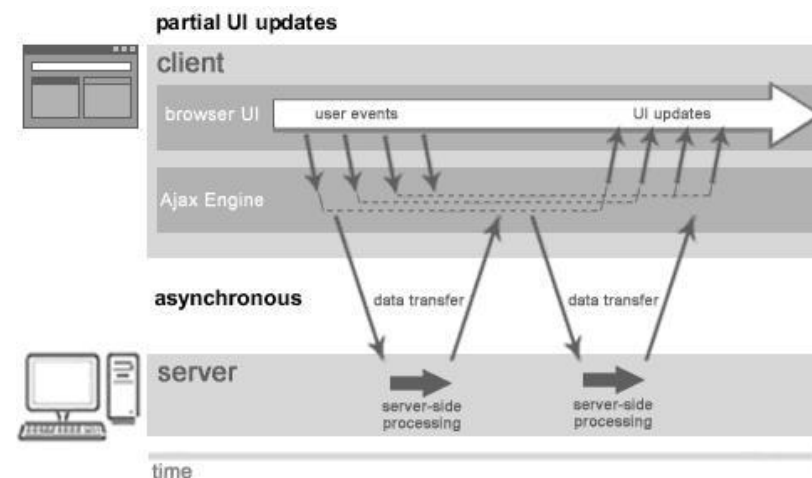 partial UI updates
client
browser UI
user events
UI updates
Ajax Engine
asynchronous
data transfer
data transfer
server
server-side
processing
server-side
processing
time